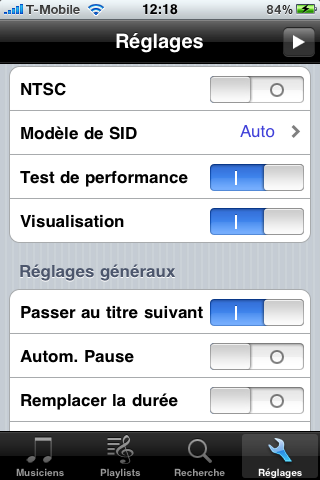 T-Mobile 12:18 84%
Réglages
NTSC
Modèle de SID Auto
Test de performance
Visualisation
Réglages généraux
Passer au titre suivant
Autom. Pause
Remplacer la durée
Musiciens Playlists Recherche Réglages